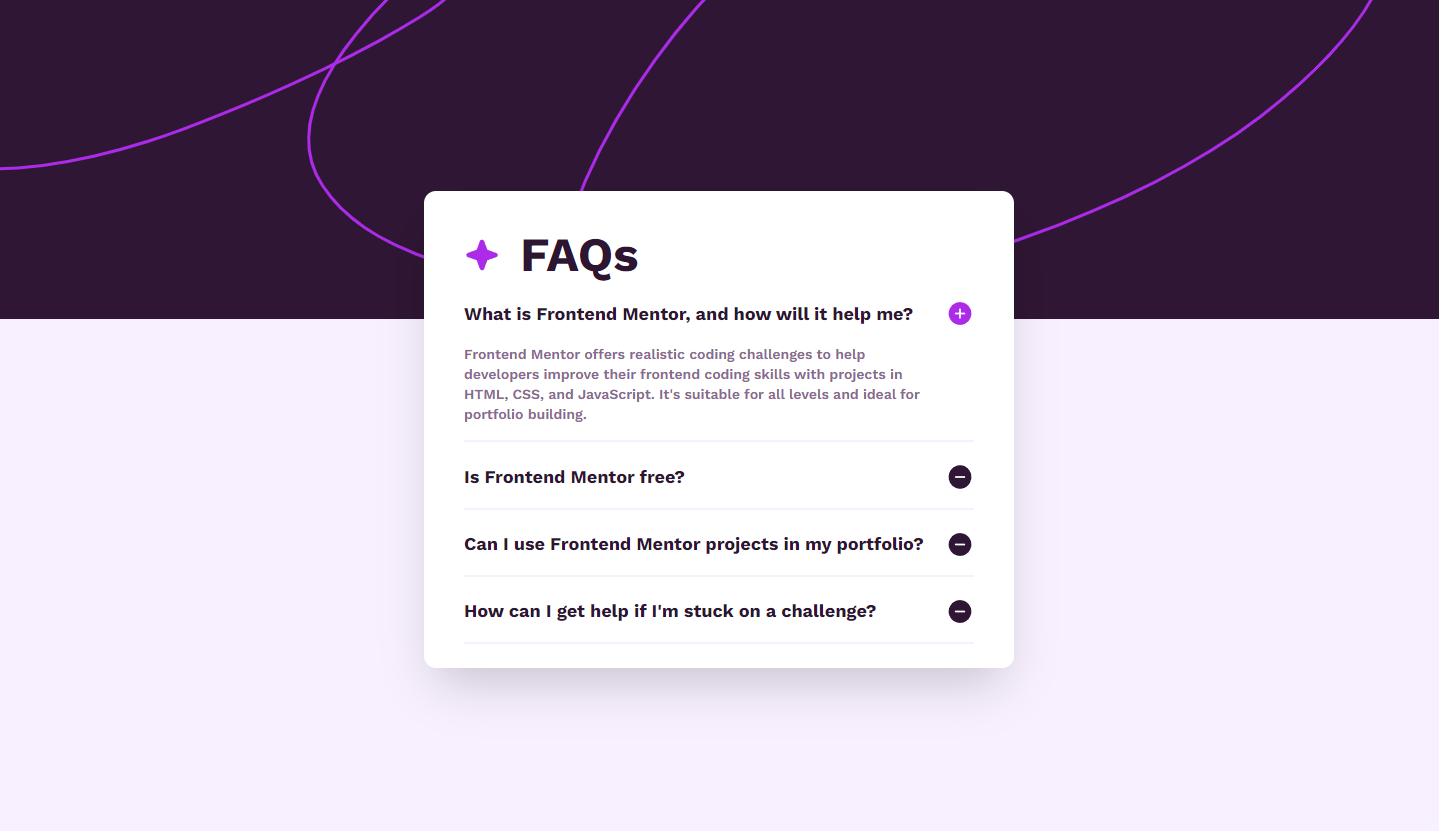 FAQs
What is Frontend Mentor, and how will it help me?
Frontend Mentor offers realistic coding challenges to help
developers improve their frontend coding skills with projects in
HTML, CSS, and JavaScript. It's suitable for all levels and ideal for
portfolio building.
Is Frontend Mentor free?
Can I use Frontend Mentor projects in my portfolio?
How can I get help if I'm stuck on a challenge?